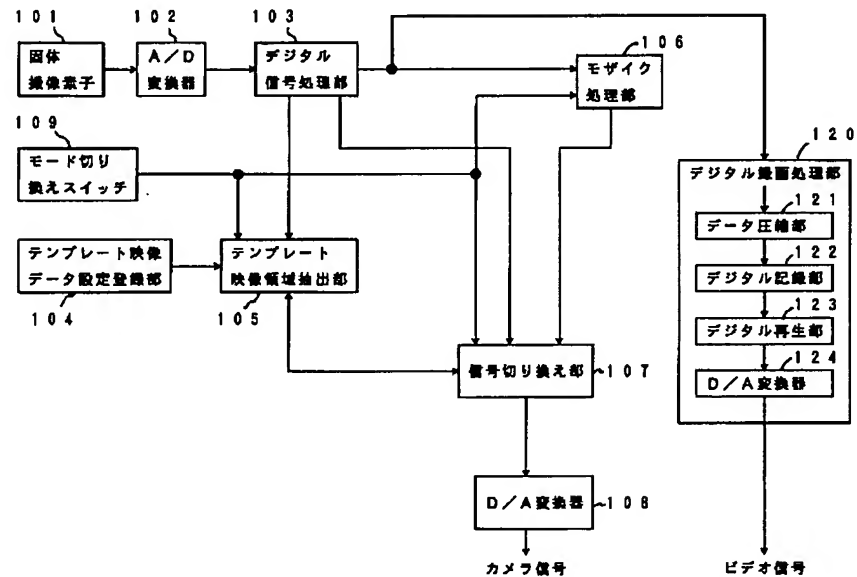 101
固体
撮像素子
102
A/D
変換器
103
デジタル
信号処理部
106
モザイク
処理部
109
モード切り
換えスイッチ
120
デジタル録画処理部
121
データ圧縮部
122
デジタル記録部
123
デジタル再生部
124
D/A変換器
テンプレート映像
データ設定登録部
104
テンプレート
映像領域抽出部
105
信号切り換え部
107
D/A変換器
108
カメラ信号
ビデオ信号